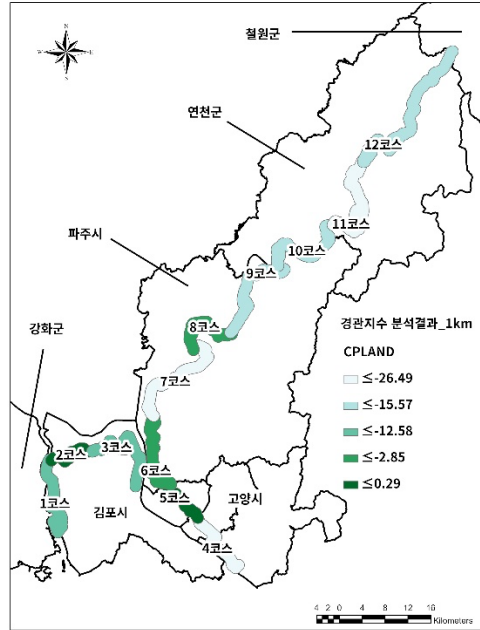 철원군
N
W
E
S
연천군
12코스
11코스
10코스
파주시
9코스
8코스
경관지수 분석결과_1km
강화군
CPLAND
≤-26.49
7코스
≤-15.57
≤-12.58
3코스
2코스
≤-2.85
6코스
고양시
≤0.29
5코스
1코스
김포시
4코스
4 2 0 4 8 12 16
Kilometers